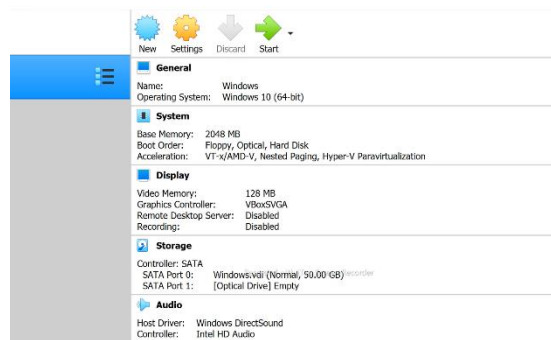 New Settings Discard Start
General
Name: Windows
Operating System: Windows 10 (64-bit)
System
Base Memory: 2048 MB
Boot Order: Floppy, Optical, Hard Disk
Acceleration: VT-x/AMD-V, Nested Paging, Hyper-V Paravirtualization
Display
Video Memory: 128 MB
Graphics Controller: VBoxSVGA
Remote Desktop Server: Disabled
Recording: Disabled
Storage
Controller: SATA
SATA Port 0: Windows.vdi (Normal, 50.00 GB)
SATA Port 1: [Optical Drive] Empty
Audio
Host Driver: Windows DirectSound
Controller: Intel HD Audio